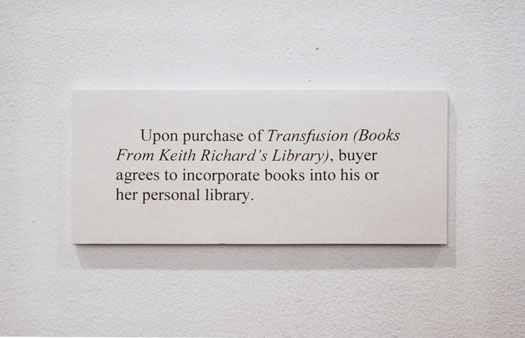 Upon purchase of Transfusion (Books
From Keith Richard's Library), buyer
agrees to incorporate books into his or
her personal library.